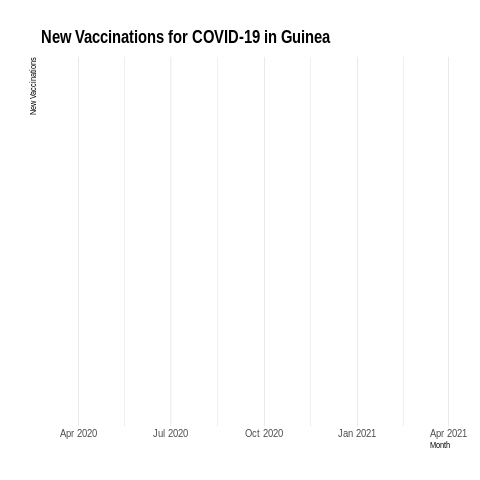 New Vaccinations for COVID-19 in Guinea
New Vaccinations
Apr 2020
Jul 2020
Oct 2020
Jan 2021
Apr 2021
Month